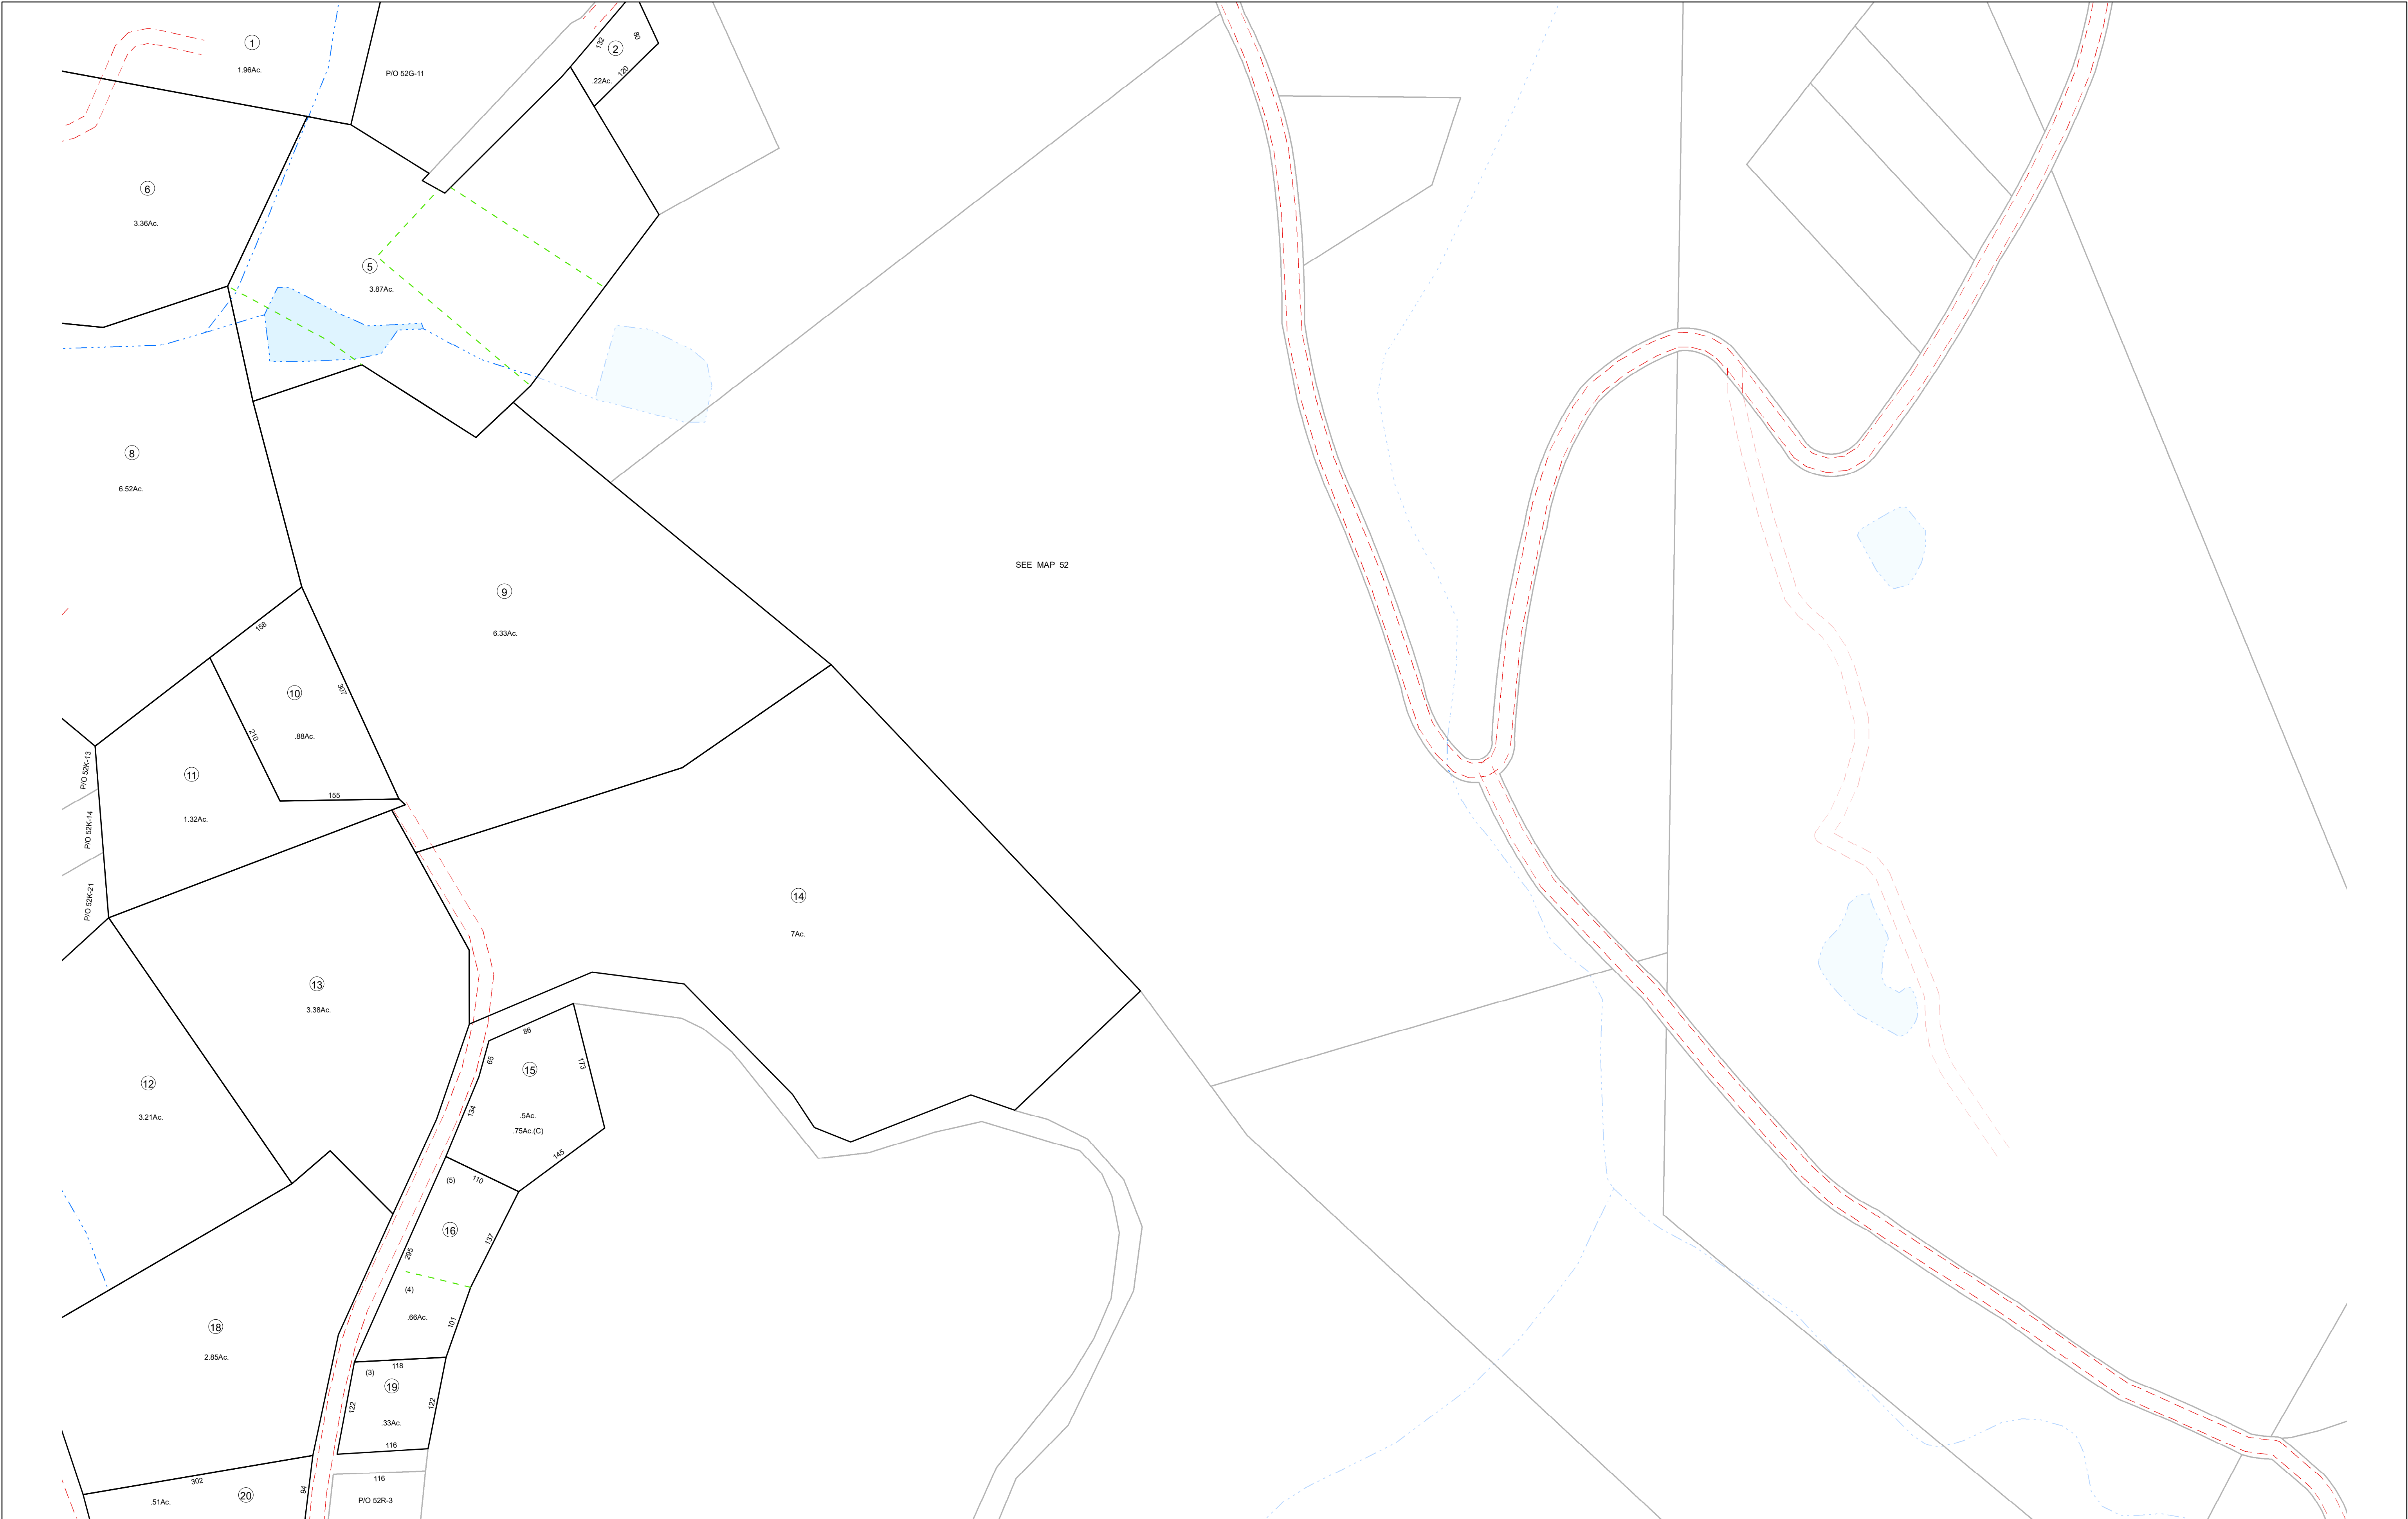 1
1.96Ac.
P/O 52G-11
132
80
2
.22Ac.
120
6
3.36Ac.
5
3.87Ac.
8
6.52Ac.
9
6.33Ac.
SEE MAP 52
158
307
10
.88Ac.
210
155
11
1.32Ac.
P/O 52K-13
P/O 52K-14
P/O 52K-21
14
7Ac.
13
3.38Ac.
86
65
173
15
.5Ac.
.75Ac.(C)
134
145
12
3.21Ac.
110
(5)
16
137
295
(4)
.66Ac.
101
18
2.85Ac.
118
(3)
19
122
122
.33Ac.
116
302
.51Ac.
20
94
116
P/O 52R-3